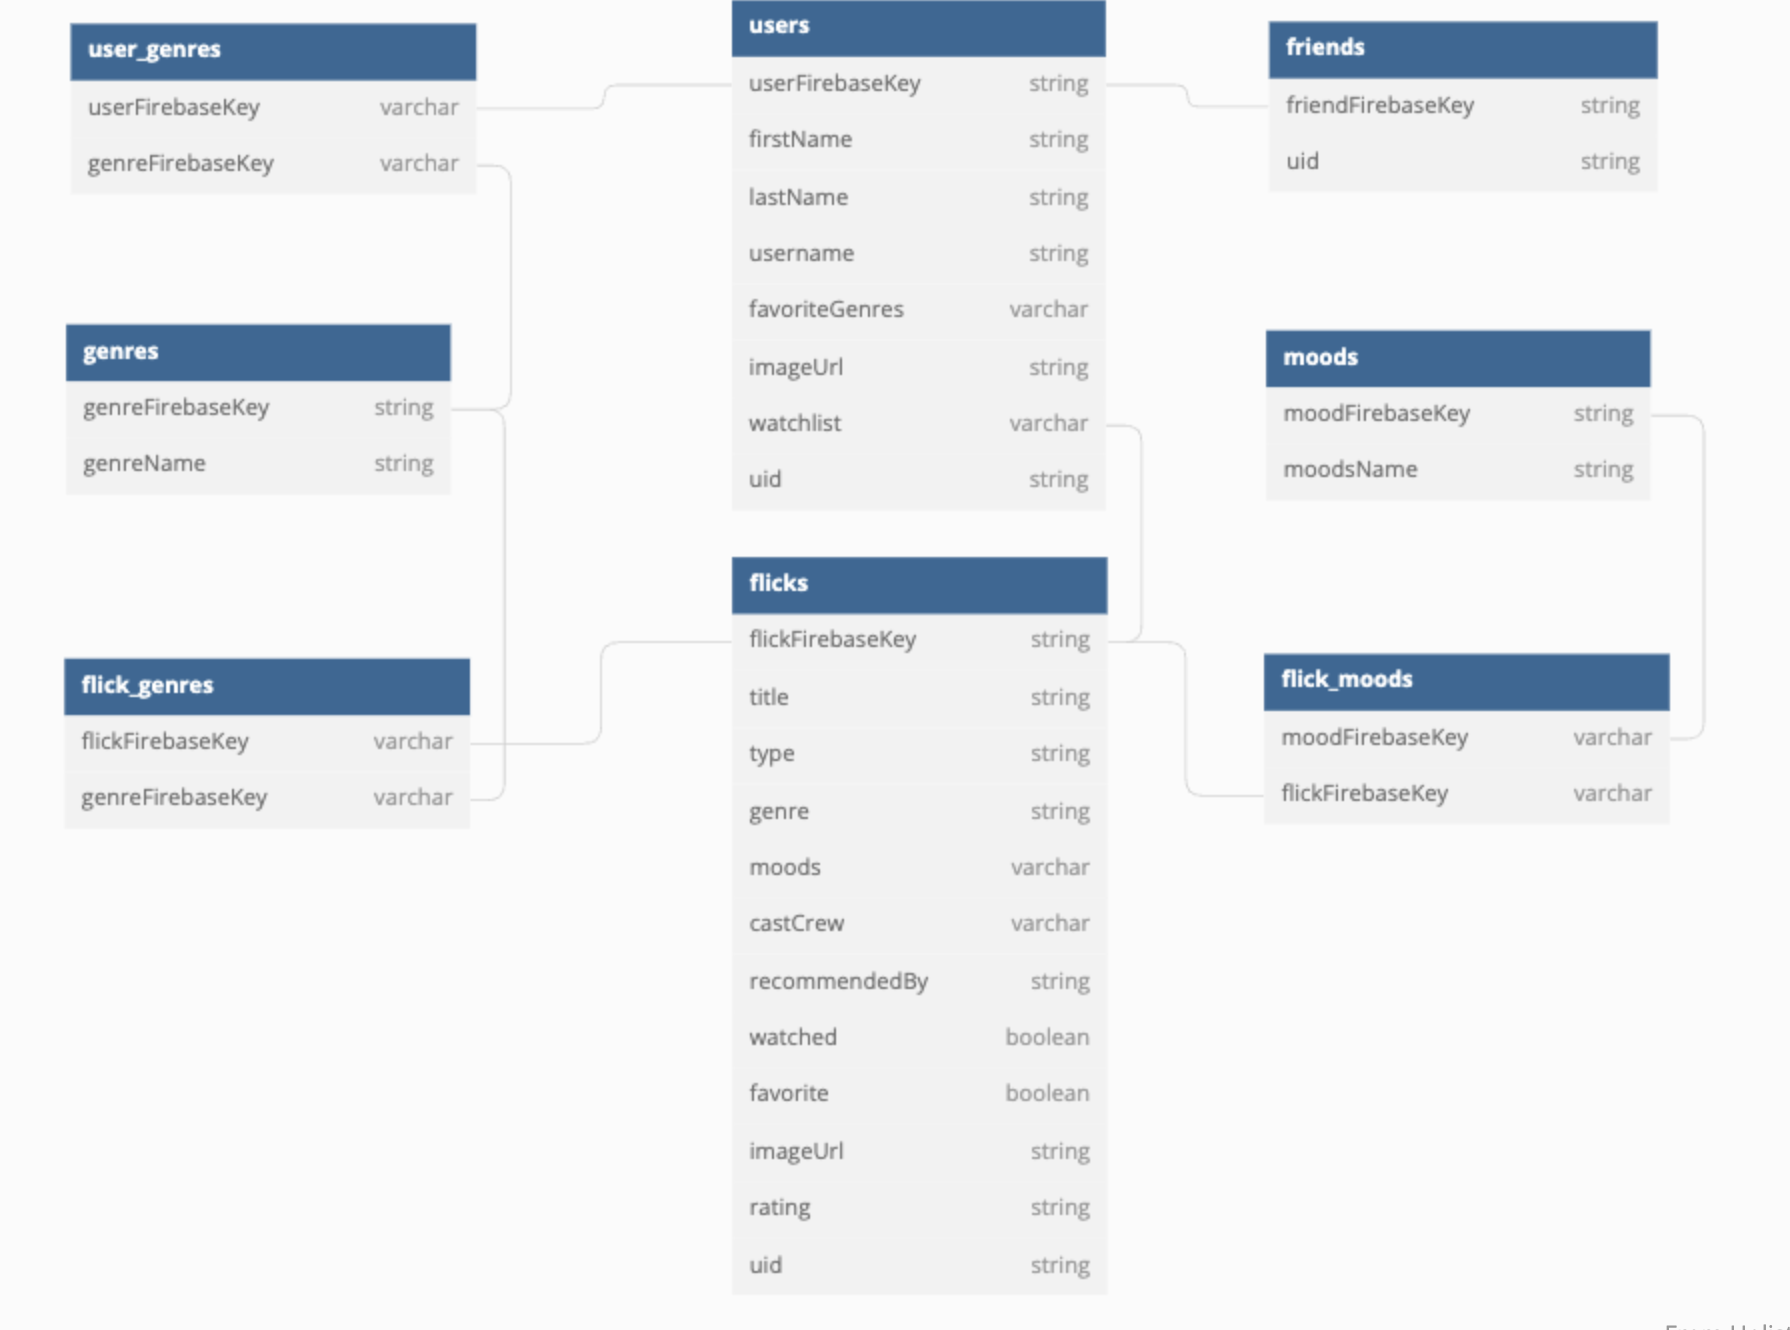 user_genres
userFirebaseKey varchar
genreFirebaseKey varchar
genres
genreFirebaseKey string
genreName string
flick_genres
flickFirebaseKey varchar
genreFirebaseKey varchar
users
userFirebaseKey string
firstName string
lastName string
username string
favoriteGenres varchar
imageUrl string
watchlist varchar
uid string
flicks
flickFirebaseKey string
title string
type string
genre string
moods varchar
castCrew varchar
recommendedBy string
watched boolean
favorite boolean
imageUrl string
rating string
uid string
friends
friendFirebaseKey string
uid string
moods
moodFirebaseKey string
moodsName string
flick_moods
moodFirebaseKey varchar
flickFirebaseKey varchar